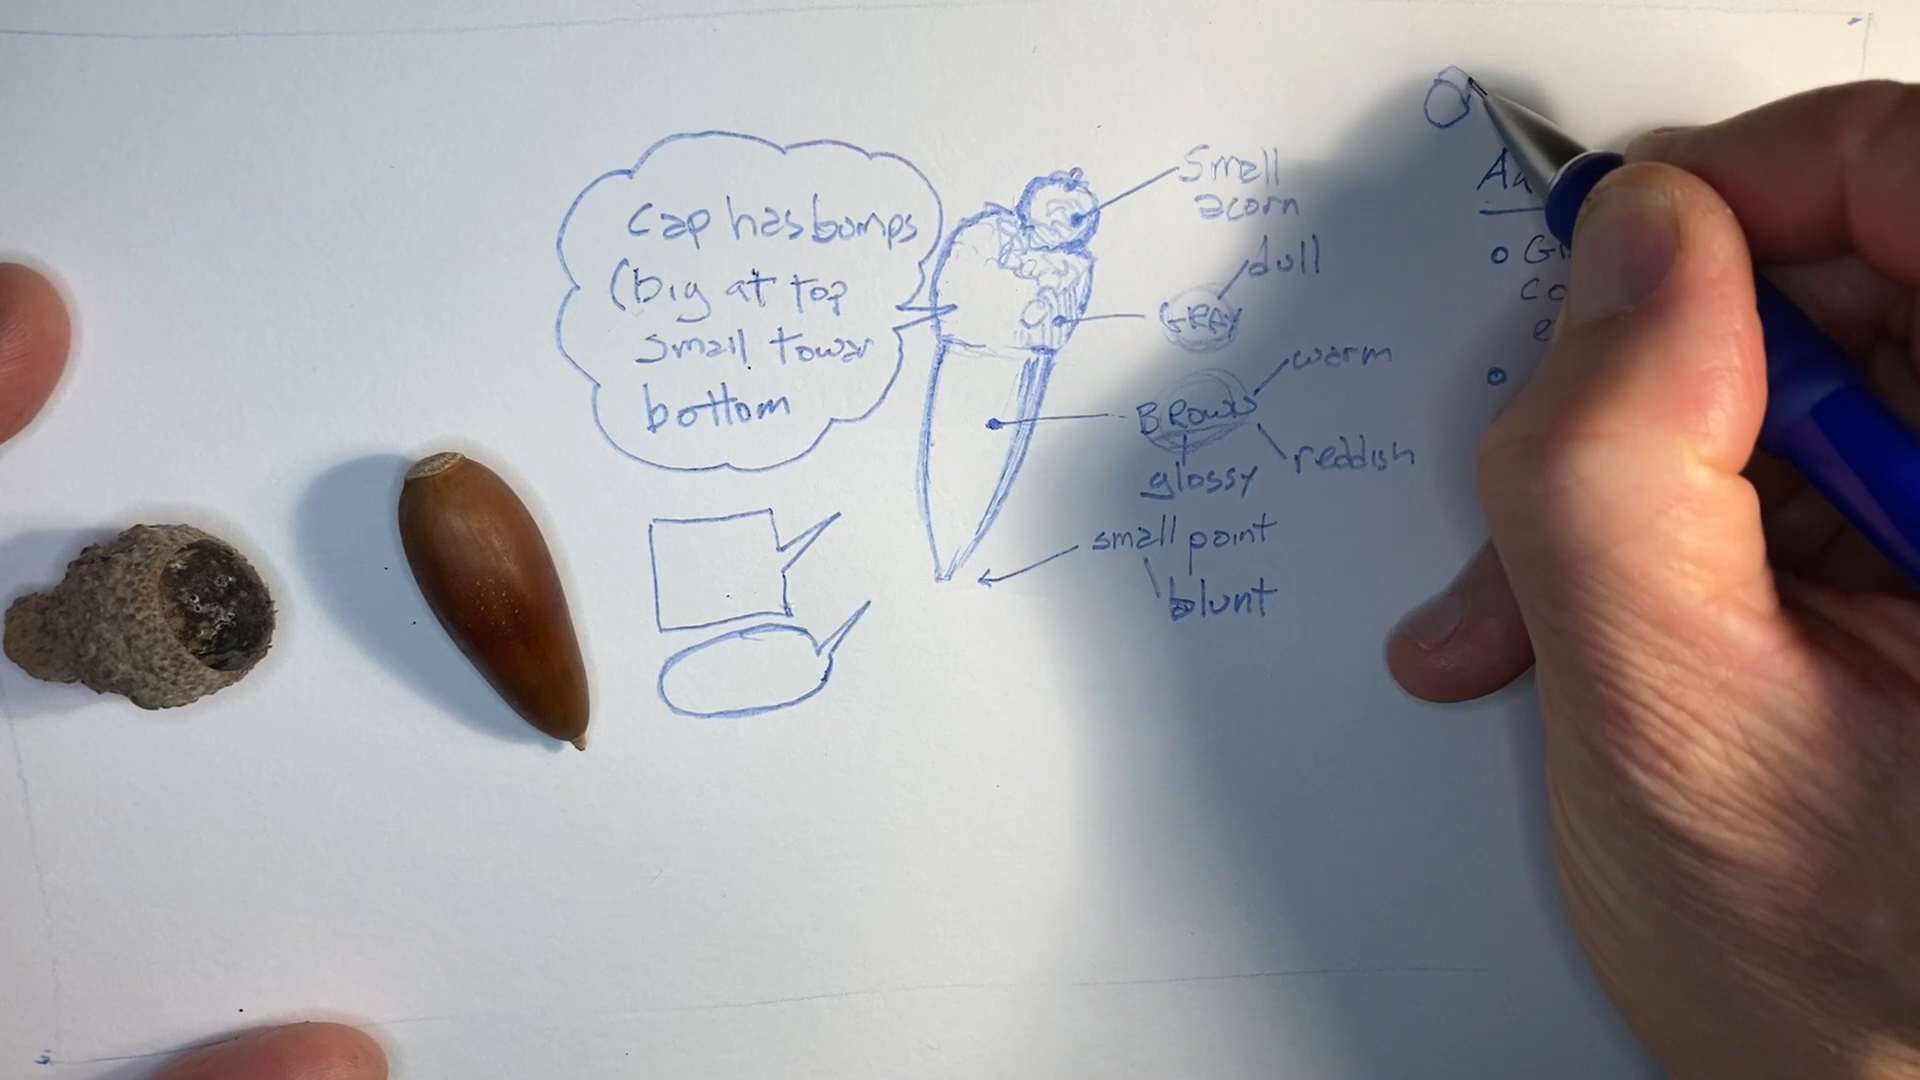 Cap has bumps
(big at top
small towar
bottom
Small
acorn
dull
GRAY
warm
BROWN
reddish
glossy
small point
blunt